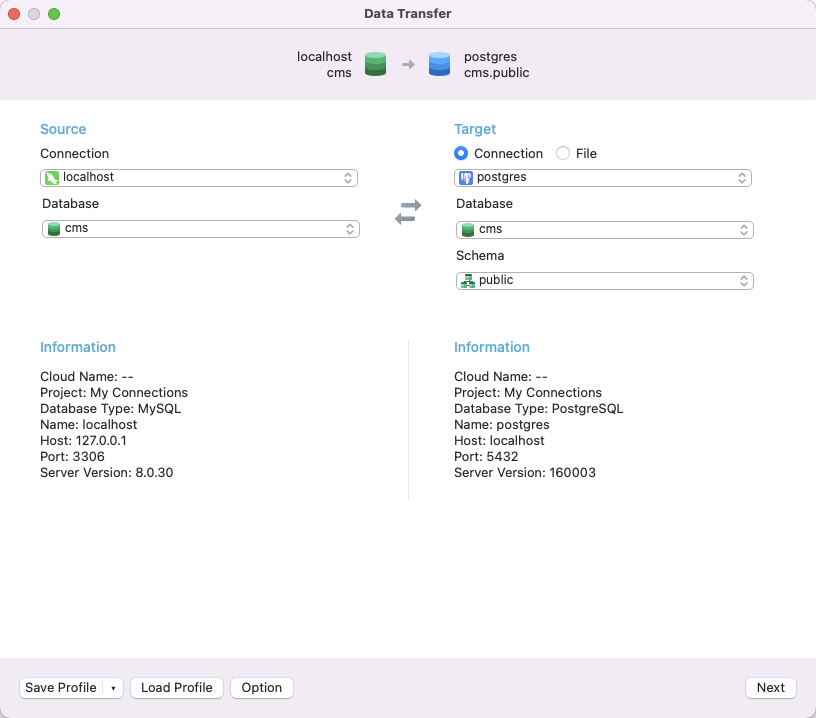 Data Transfer
localhost
cms
postgres
cms.public
Source
Connection
localhost
Database
cms
Target
Connection File
postgres
Database
cms
Schema
public
Information
Cloud Name: --
Project: My Connections
Database Type: MySQL
Name: localhost
Host: 127.0.0.1
Port: 3306
Server Version: 8.0.30
Information
Cloud Name: --
Project: My Connections
Database Type: PostgreSQL
Name: postgres
Host: localhost
Port: 5432
Server Version: 160003
Save Profile Load Profile Option Next